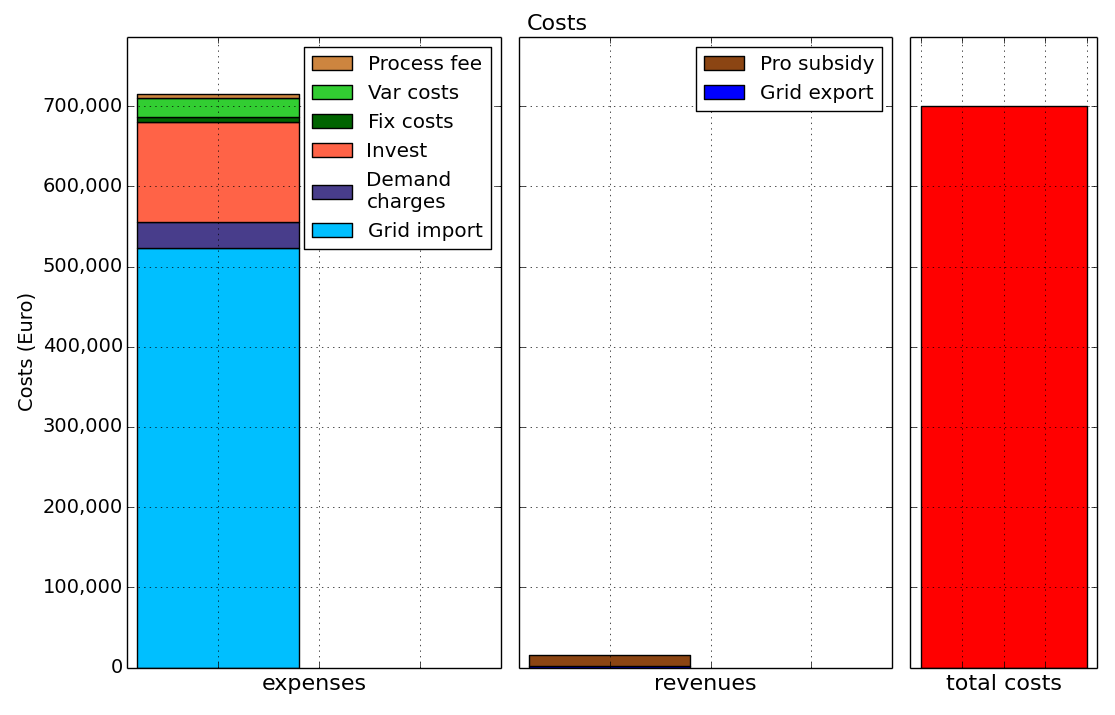 Costs
Costs (Euro)
700,000
600,000
500,000
400,000
300,000
200,000
100,000
0
Process fee
Var costs
Fix costs
Invest
Demand
charges
Grid import
expenses
Pro subsidy
Grid export
revenues
total costs